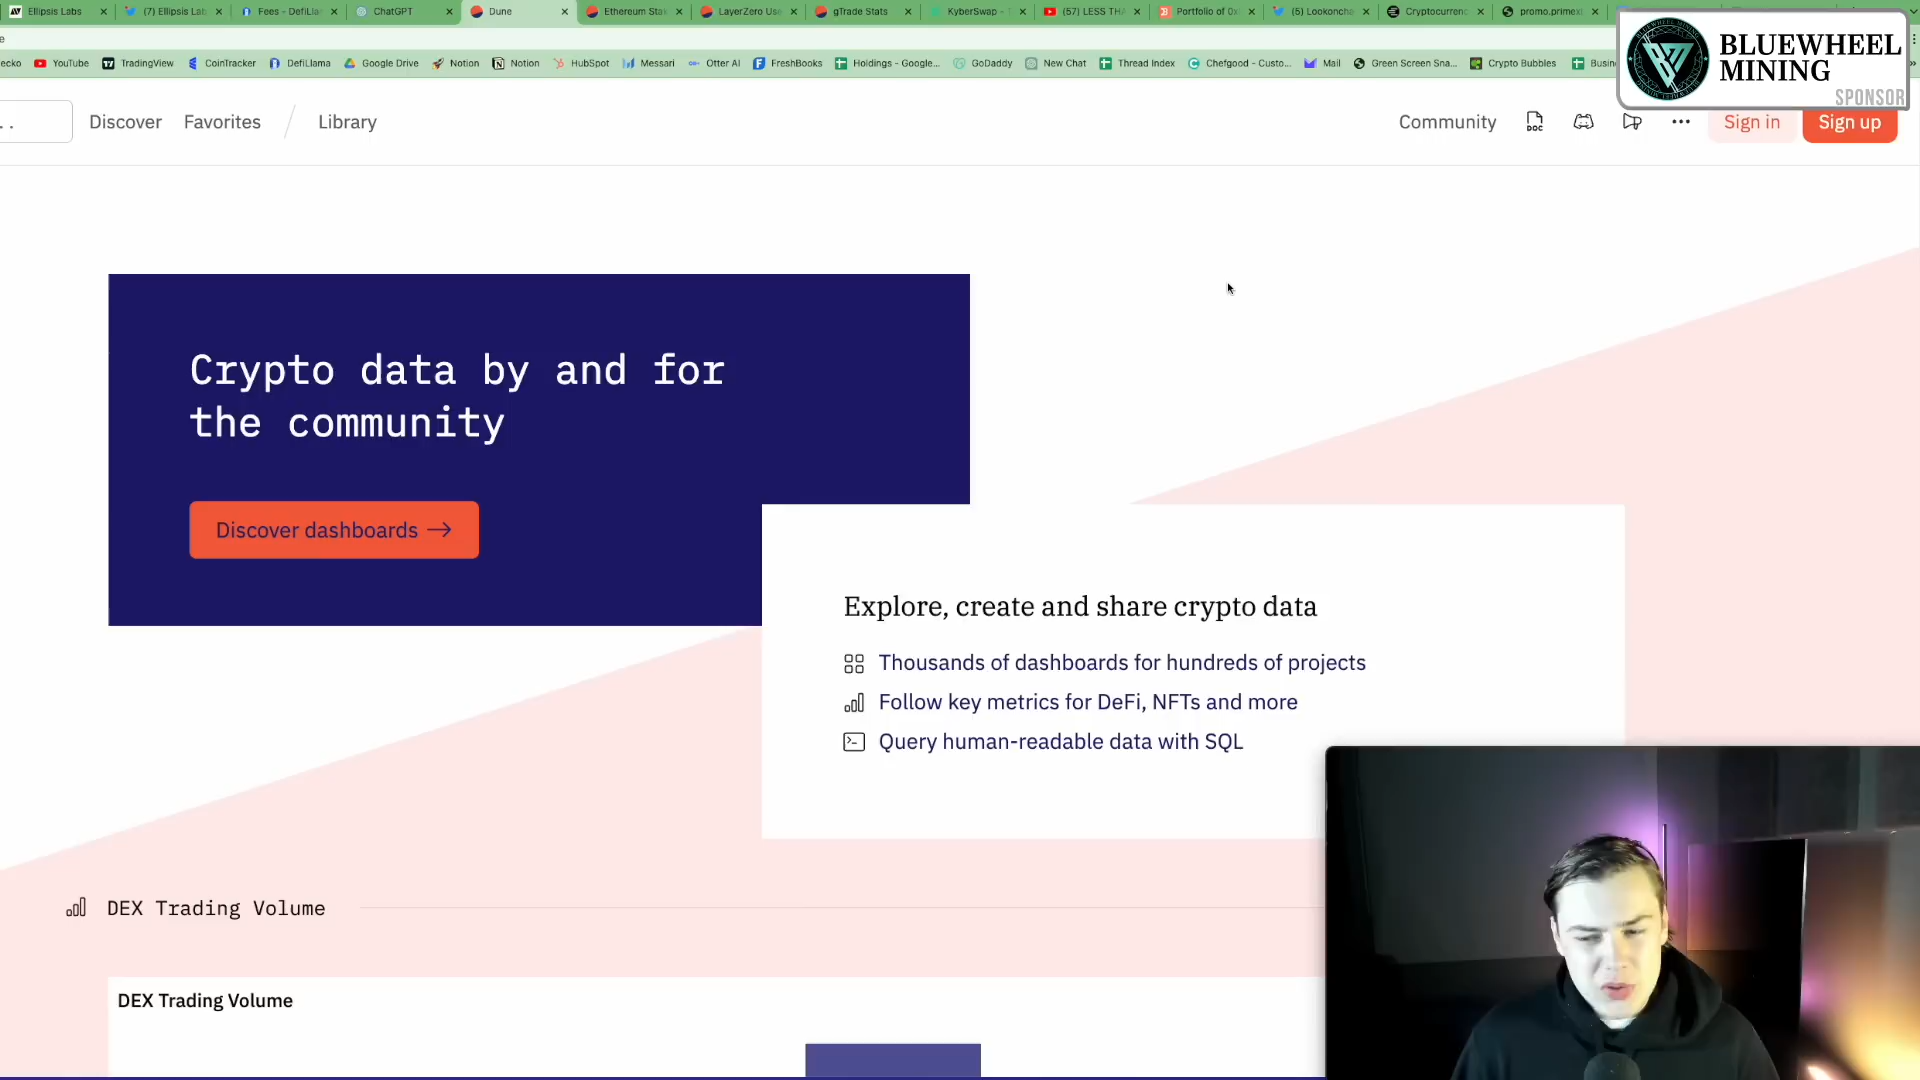 Ellipsis Labs
(7) Ellipsis Lab
Fees - DefiLla
ChatGPT
Dune
Ethereum Stak
LayerZero Use
gTrade Stats
KyberSwap -
(57) LESS THA
Portfolio of 0x
(5) Lookoncha
Cryptocurrenc
promo.primex
e
ecko
YouTube
TradingView
CoinTracker
DefiLlama
Google Drive
Notion
Notion
HubSpot
Messari
Otter AI
FreshBooks
Holdings - Google...
GoDaddy
New Chat
Thread Index
Chefgood - Custo...
Mail
Green Screen Sna...
Crypto Bubbles
Busin
BLUEWHEEL
MINING
SPONSOR
. .
Discover
Favorites
Library
Community
DOC
Sign in
Sign up
Crypto data by and for
the community
Discover dashboards
Explore, create and share crypto data
Thousands of dashboards for hundreds of projects
Follow key metrics for DeFi, NFTs and more
Query human-readable data with SQL
DEX Trading Volume
DEX Trading Volume